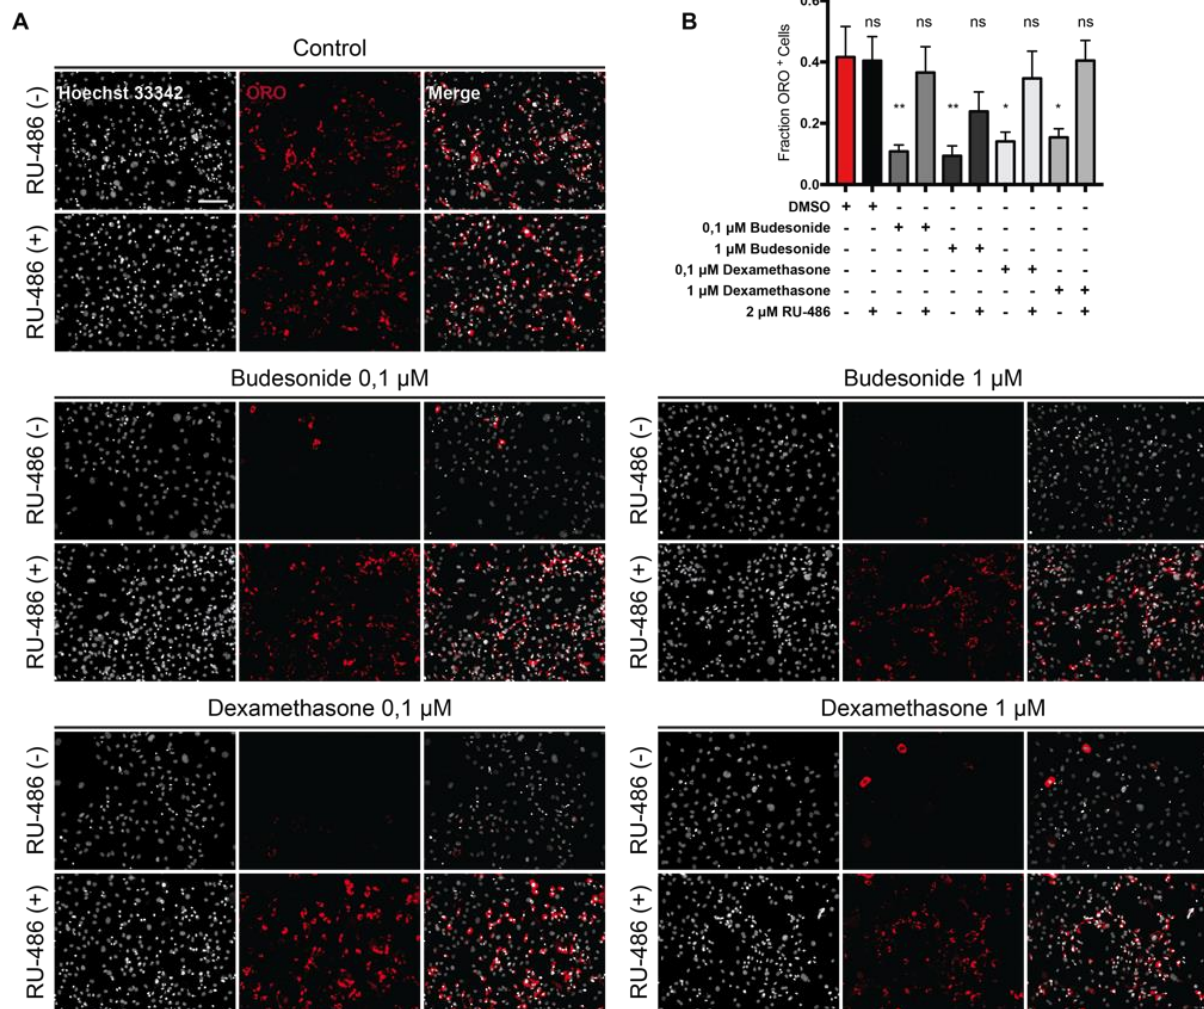 A
Control
Hoechst 33342 ORO Merge
RU-486 (-)
RU-486 (+)
B
Fraction ORO + Cells
0.6
0.4
0.2
0.0
ns ns ns ns ns
** ** * *
DMSO + + - - - - - - - -
0,1 µM Budesonide - - + + - - - - - -
1 µM Budesonide - - - - + + - - - -
0,1 µM Dexamethasone - - - - - - + + - -
1 µM Dexamethasone - - - - - - - - + +
2 µM RU-486 - + - + - + - + - +
Budesonide 0,1 µM
RU-486 (-)
RU-486 (+)
Budesonide 1 µM
RU-486 (-)
RU-486 (+)
Dexamethasone 0,1 µM
RU-486 (-)
RU-486 (+)
Dexamethasone 1 µM
RU-486 (-)
RU-486 (+)